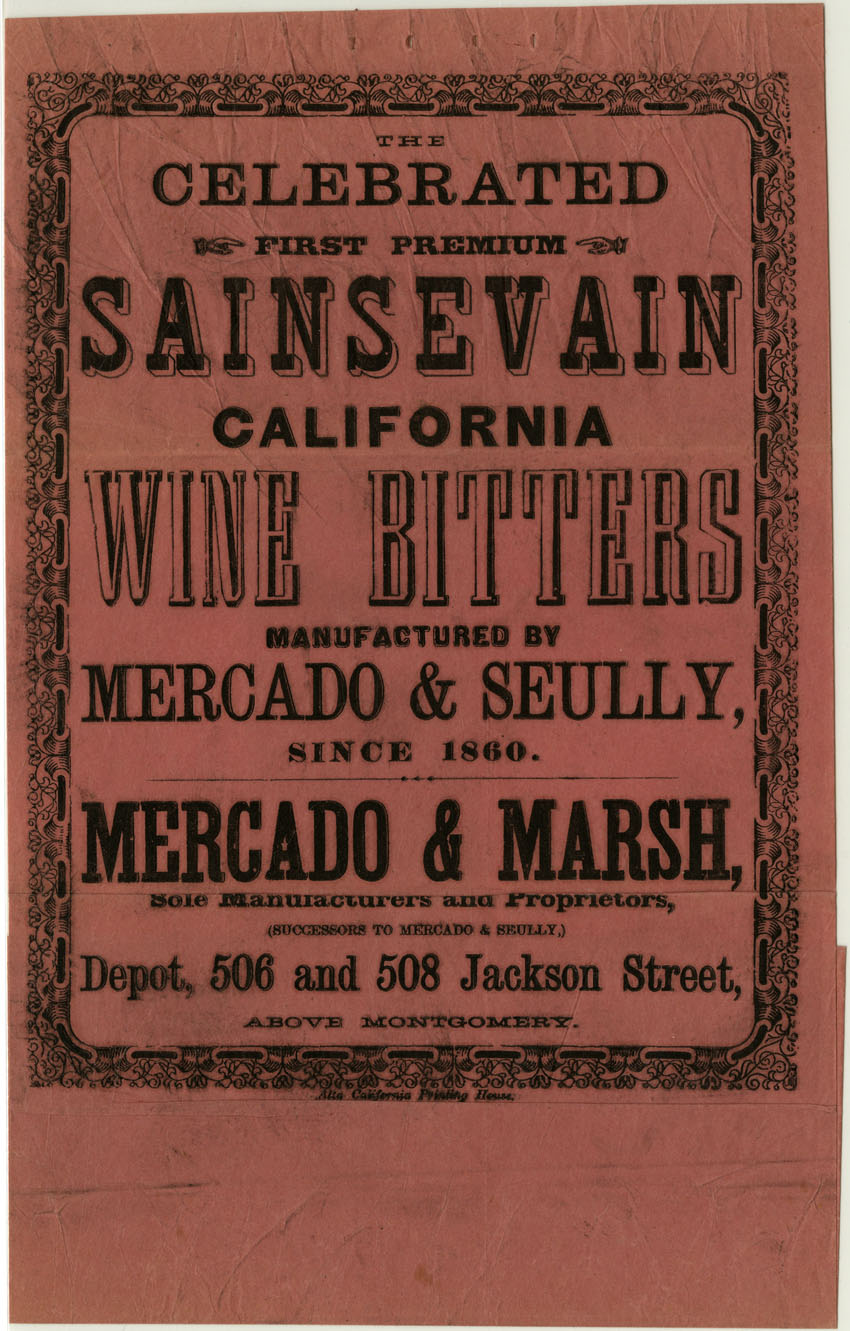 THE
CELEBRATED
FIRST PREMIUM
SAINSEVAIN
CALIFORNIA
WINE BITTERS
MANUFACTURED BY
MERCADO & SEULLY,
SINCE 1860.
MERCADO & MARSH,
Sole Manufacturers and Proprietors,
(SUCCESSORS TO MERCADO & SEULLY,)
Depot, 506 and 508 Jackson Street,
ABOVE MONTGOMERY.
Alta California Printing House.